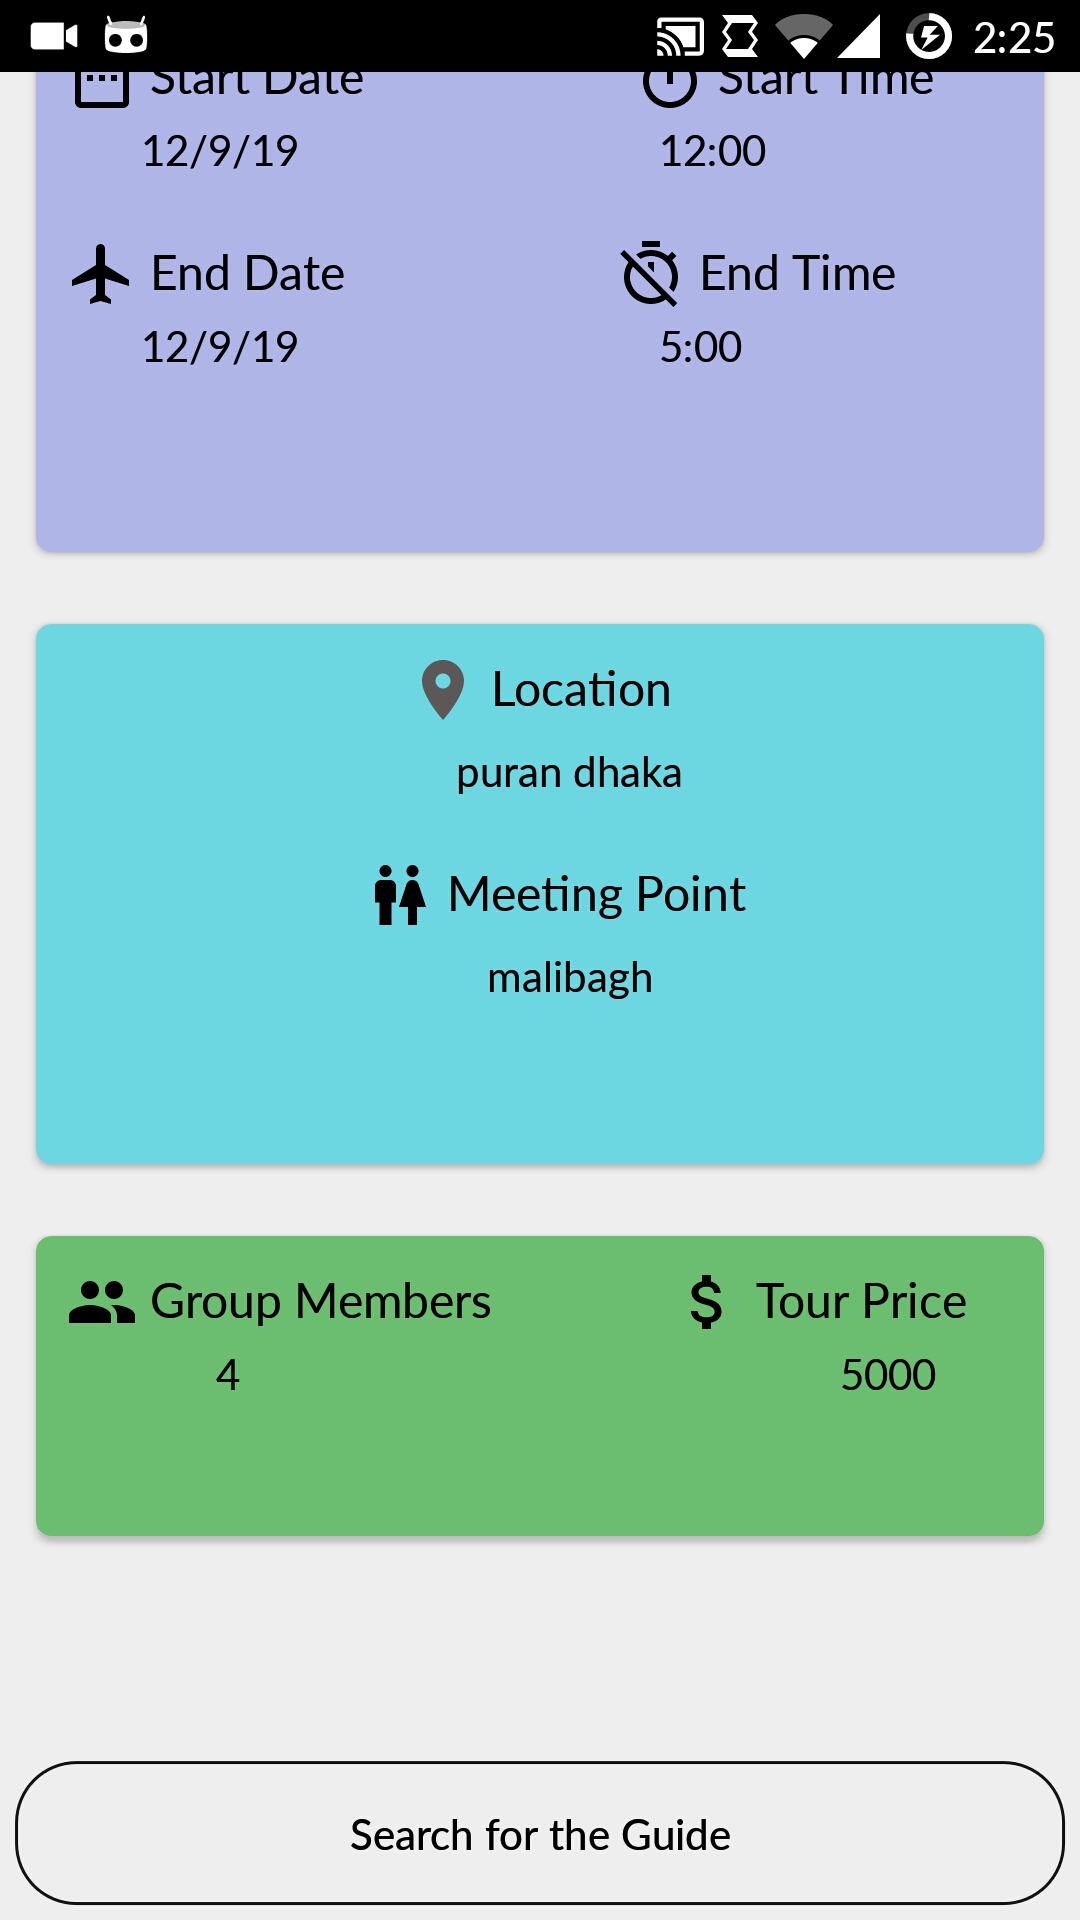 2:25
Start Date
Start Time
12/9/19
12:00
End Date
End Time
12/9/19
5:00
Location
puran dhaka
Meeting Point
malibagh
Group Members
Tour Price
4
5000
Search for the Guide